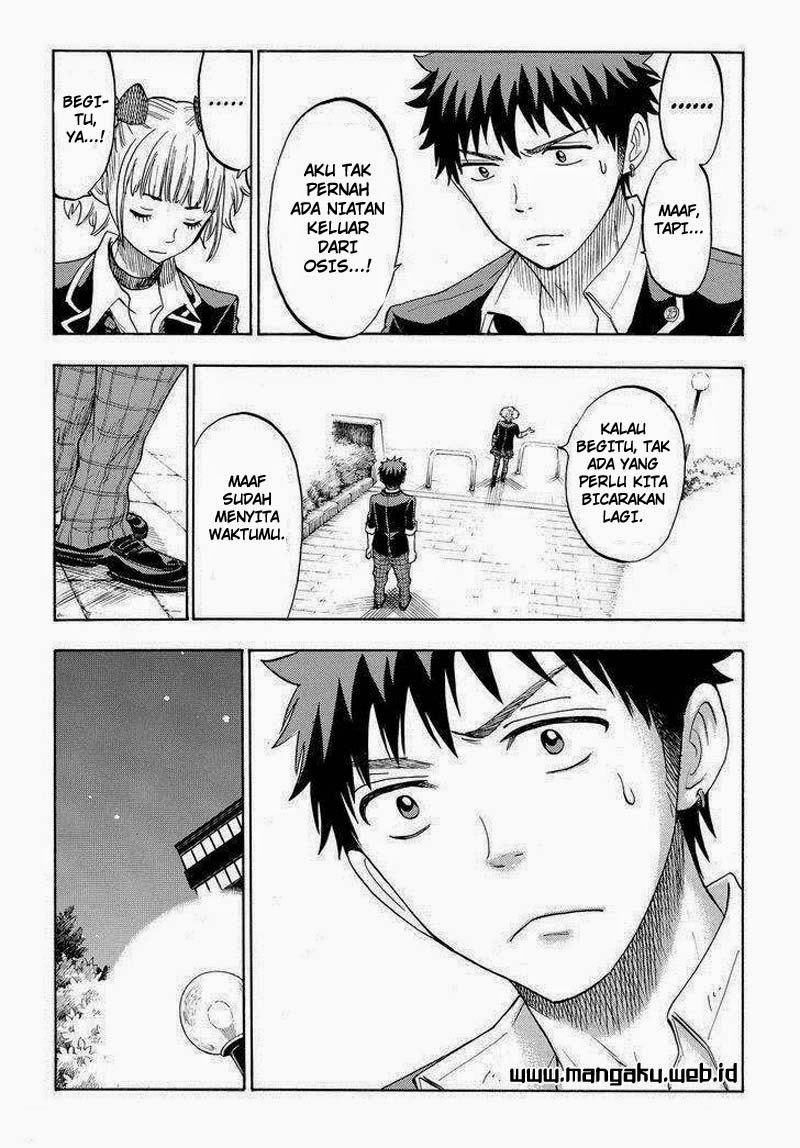 ......
MAAF,
TAPI...
AKU TAK
PERNAH
ADA NIATAN
KELUAR
DARI
OSIS...!
.....
BEGI-
TU,
YA...!
KALAU
BEGITU, TAK
ADA YANG
PERLU KITA
BICARAKAN
LAGI.
MAAF
SUDAH
MENYITA
WAKTUMU.
www.mangaku.web.id